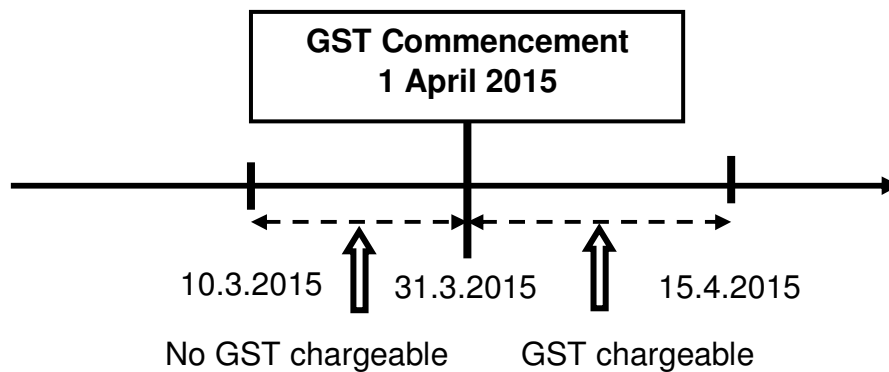 GST Commencement
1 April 2015
10.3.2015 31.3.2015 15.4.2015
No GST chargeable GST chargeable